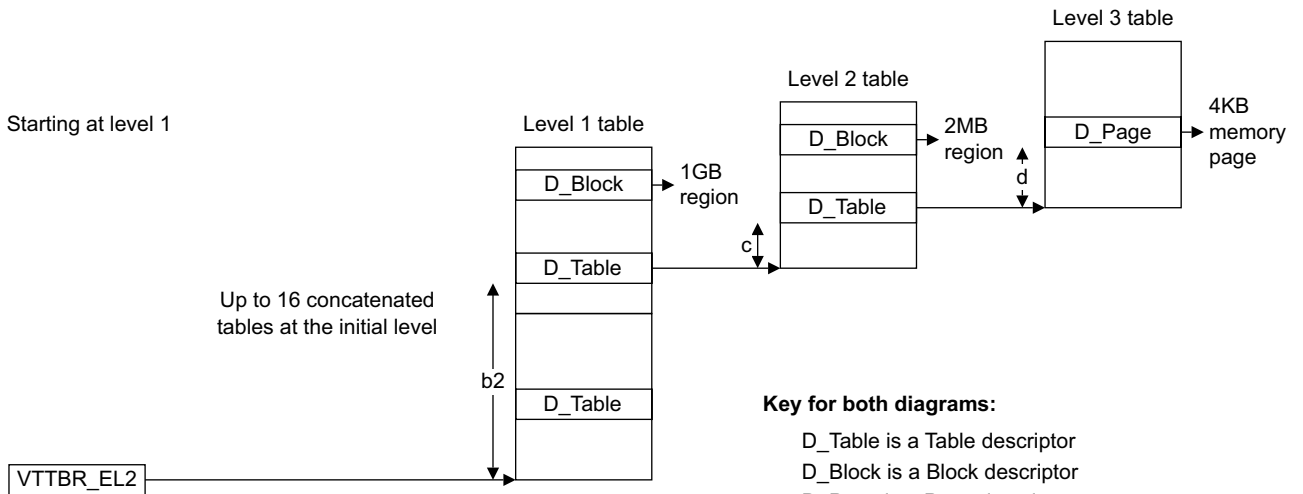 Level 3 table
Level 2 table
Starting at level 1
Level 1 table
D_Block
2MB
region
D_Page
4KB
memory
page
D_Block
1GB
region
d
D_Table
c
D_Table
Up to 16 concatenated
tables at the initial level
b2
D_Table
Key for both diagrams:
D_Table is a Table descriptor
D_Block is a Block descriptor
VTTBR_EL2